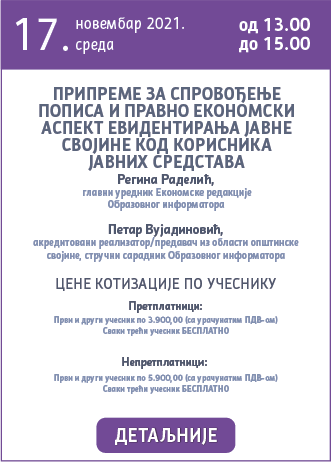 17. новембар 2021. од 13.00
среда до 15.00
ПРИПРЕМЕ ЗА СПРОВОЂЕЊЕ
ПОПИСА И ПРАВНО ЕКОНОМСКИ
АСПЕКТ ЕВИДЕНТИРАЊА ЈАВНЕ
СВОЈИНЕ КОД КОРИСНИКА
ЈАВНИХ СРЕДСТАВА
Регина Раделић,
главни уредник Економске редакције
Образовног информатора
Петар Вујадиновић,
акредитовани реализатор/предавач из области општинске
својине, стручни сарадник Образовног информатора
ЦЕНЕ КОТИЗАЦИЈЕ ПО УЧЕСНИКУ
Претплатници:
Први и други учесник по 3.900,00 (са урачунатим ПДВ-ом)
Сваки трећи учесник БЕСПЛАТНО
Непретплатници:
Први и други учесник по 5.900,00 (са урачунатим ПДВ-ом)
Сваки трећи учесник БЕСПЛАТНО
ДЕТАЉНИЈЕ